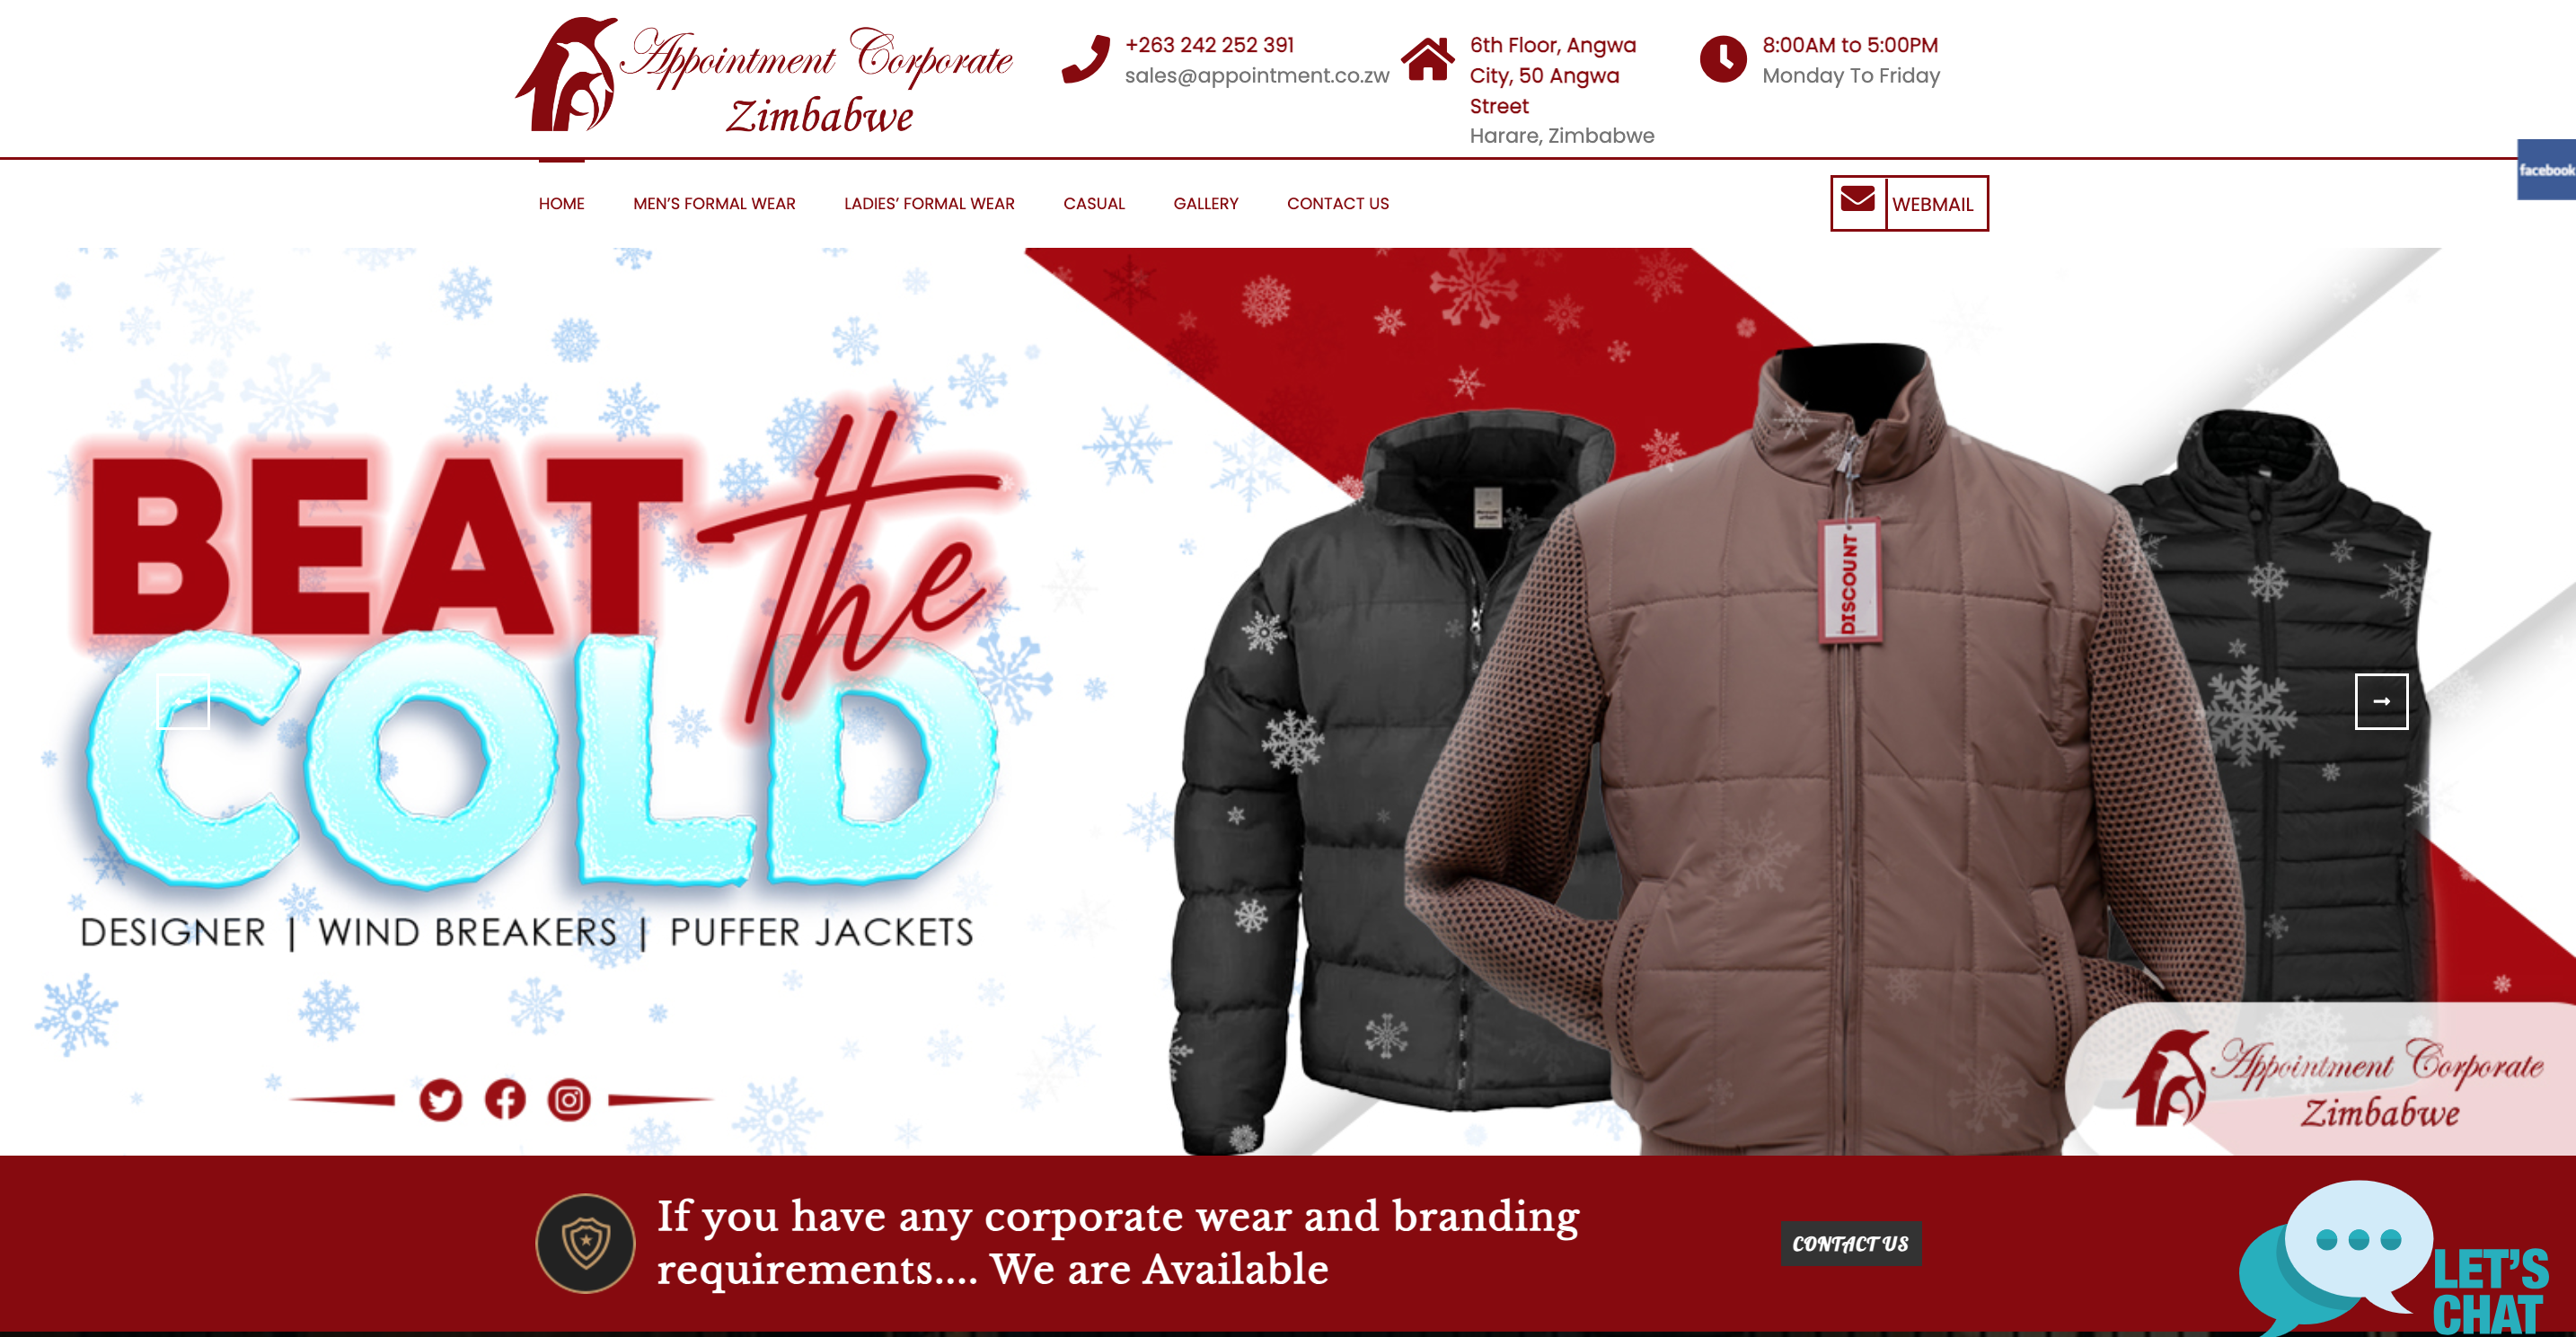 Appointment Corporate
Zimbabwe
+263 242 252 391
sales@appointment.co.zw
6th Floor, Angwa
City, 50 Angwa
Street
Harare, Zimbabwe
8:00AM to 5:00PM
Monday To Friday
facebook
HOME
MEN'S FORMAL WEAR
LADIES' FORMAL WEAR
CASUAL
GALLERY
CONTACT US
WEBMAIL
BEAT the
COLD
DESIGNER | WIND BREAKERS | PUFFER JACKETS
DISCOUNT
Appointment Corporate
Zimbabwe
If you have any corporate wear and branding
requirements.... We are Available
CONTACT US
LET'S
CHAT